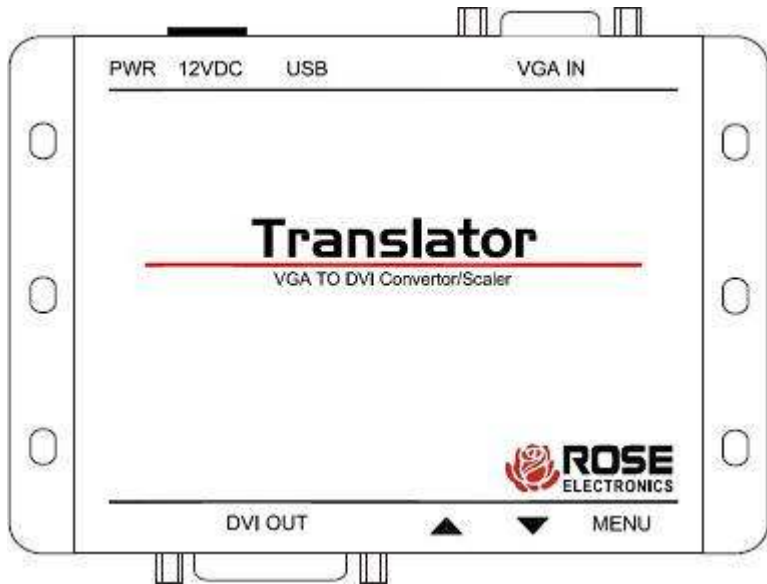 PWR 12VDC USB VGA IN
Translator
VGA TO DVI Convertor/Scaler
ROSE
ELECTRONICS
DVI OUT ▲ ▼ MENU